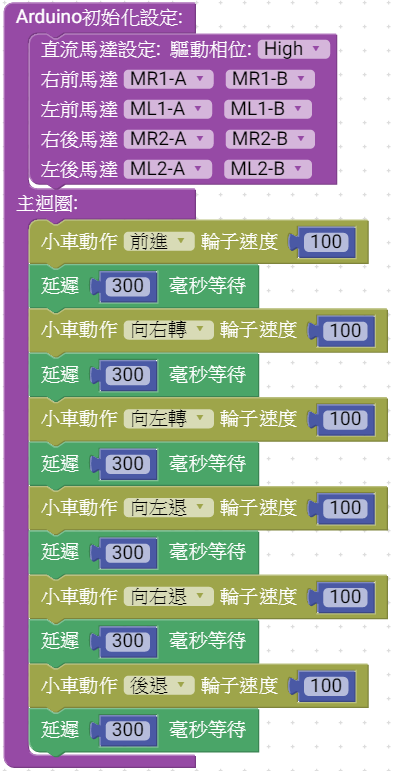 Arduino初始化設定:
直流馬達設定: 驅動相位: High
右前馬達 MR1-A MR1-B
左前馬達 ML1-A ML1-B
右後馬達 MR2-A MR2-B
左後馬達 ML2-A ML2-B
主迴圈:
小車動作 前進 輪子速度 100
延遲 300 毫秒等待
小車動作 向右轉 輪子速度 100
延遲 300 毫秒等待
小車動作 向左轉 輪子速度 100
延遲 300 毫秒等待
小車動作 向左退 輪子速度 100
延遲 300 毫秒等待
小車動作 向右退 輪子速度 100
延遲 300 毫秒等待
小車動作 後退 輪子速度 100
延遲 300 毫秒等待